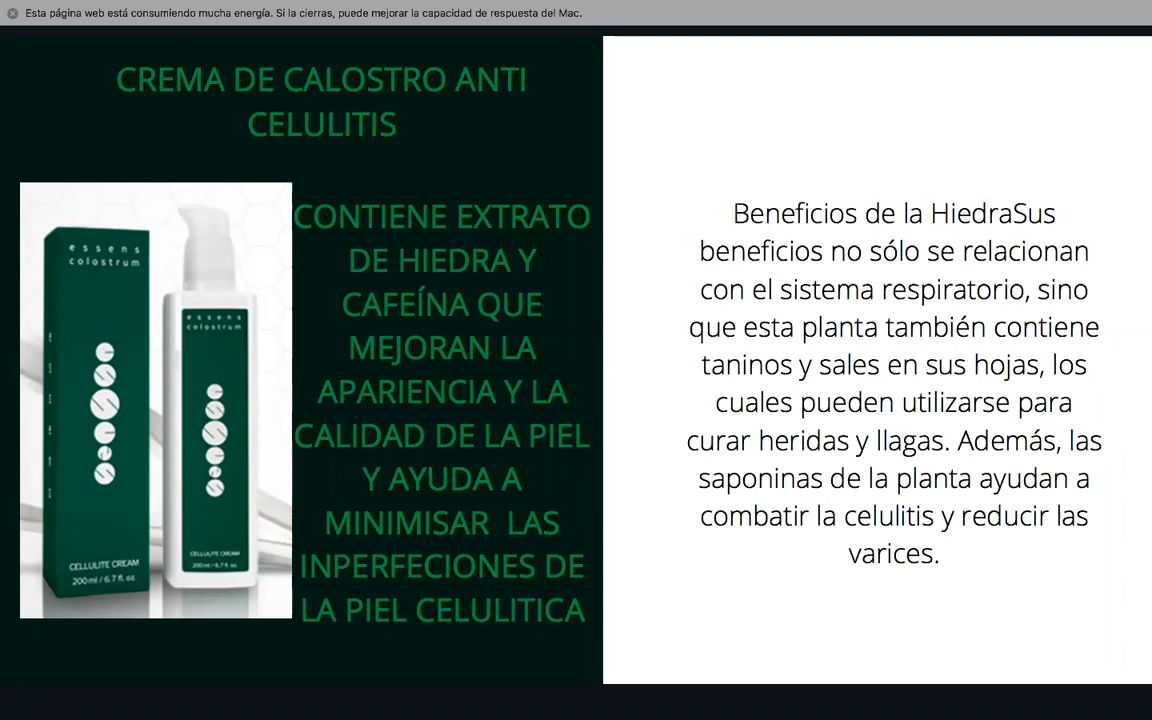 Esta página web está consumiendo mucha energía. Si la cierras, puede mejorar la capacidad de respuesta del Mac.
CREMA DE CALOSTRO ANTI
CELULITIS
essens
colostrum
essens
CELLULITE CREAM
200 ml / 6.7 fl. oz.
essens
colostrum
essens
CELLULITE CREAM
200 ml / 6.7 fl. oz.
CONTIENE EXTRATO
DE HIEDRA Y
CAFEÍNA QUE
MEJORAN LA
APARIENCIA Y LA
CALIDAD DE LA PIEL
Y AYUDA A
MINIMISAR LAS
INPERFECIONES DE
LA PIEL CELULITICA
Beneficios de la HiedraSus
beneficios no sólo se relacionan
con el sistema respiratorio, sino
que esta planta también contiene
taninos y sales en sus hojas, los
cuales pueden utilizarse para
curar heridas y llagas. Además, las
saponinas de la planta ayudan a
combatir la celulitis y reducir las
varices.